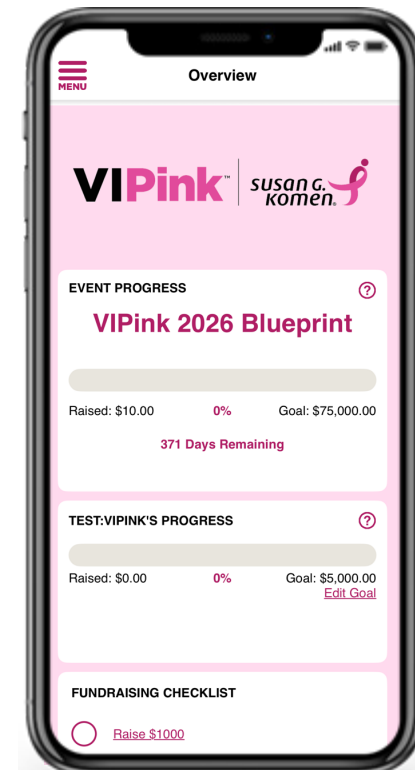 MENU
Overview
VIPink™
susan g.
komen®
EVENT PROGRESS
?
VIPink 2026 Blueprint
Raised: $10.00 0% Goal: $75,000.00
371 Days Remaining
TEST:VIPINK'S PROGRESS
?
Raised: $0.00 0% Goal: $5,000.00
Edit Goal
FUNDRAISING CHECKLIST
Raise $1000